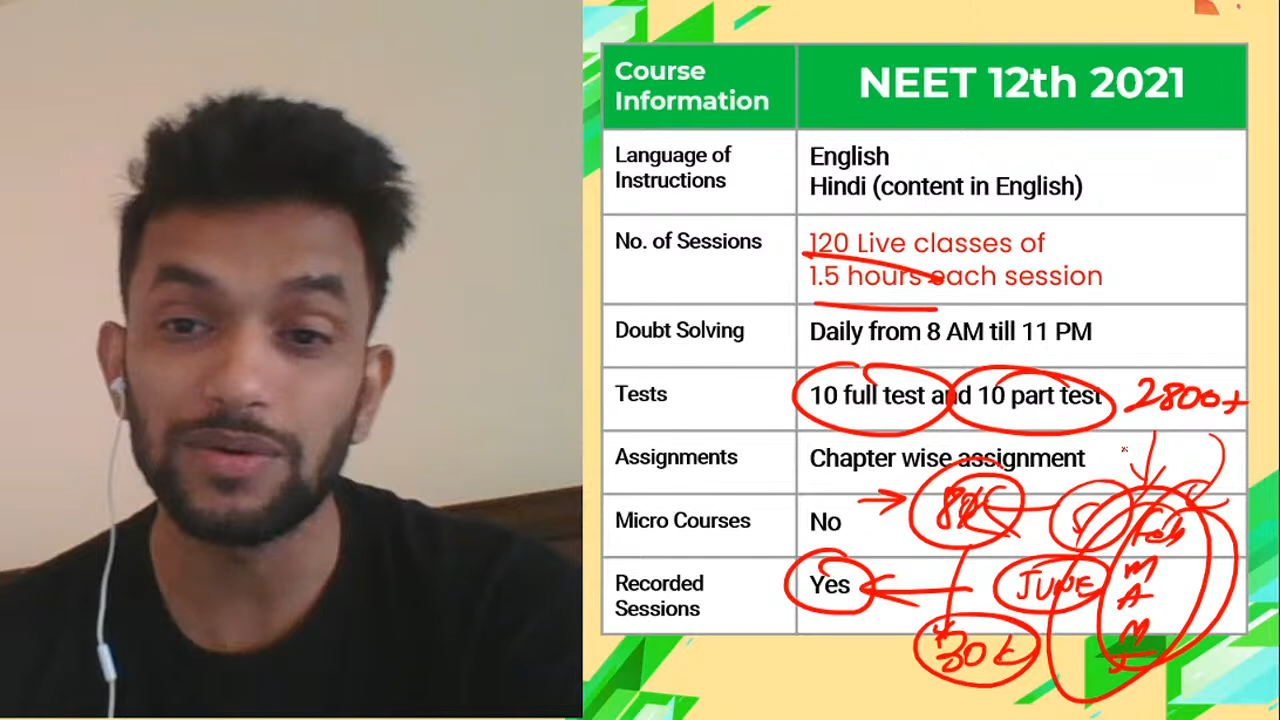 Course
Information
NEET 12th 2021
Language of
Instructions
English
Hindi (content in English)
No. of Sessions
120 Live classes of
1.5 hours each session
Doubt Solving
Daily from 8 AM till 11 PM
Tests
10 full test and 10 part test
2800+
Assignments
Chapter wise assignment
Micro Courses
No
Feb
M
A
M
J
Recorded
Sessions
Yes
JUNE